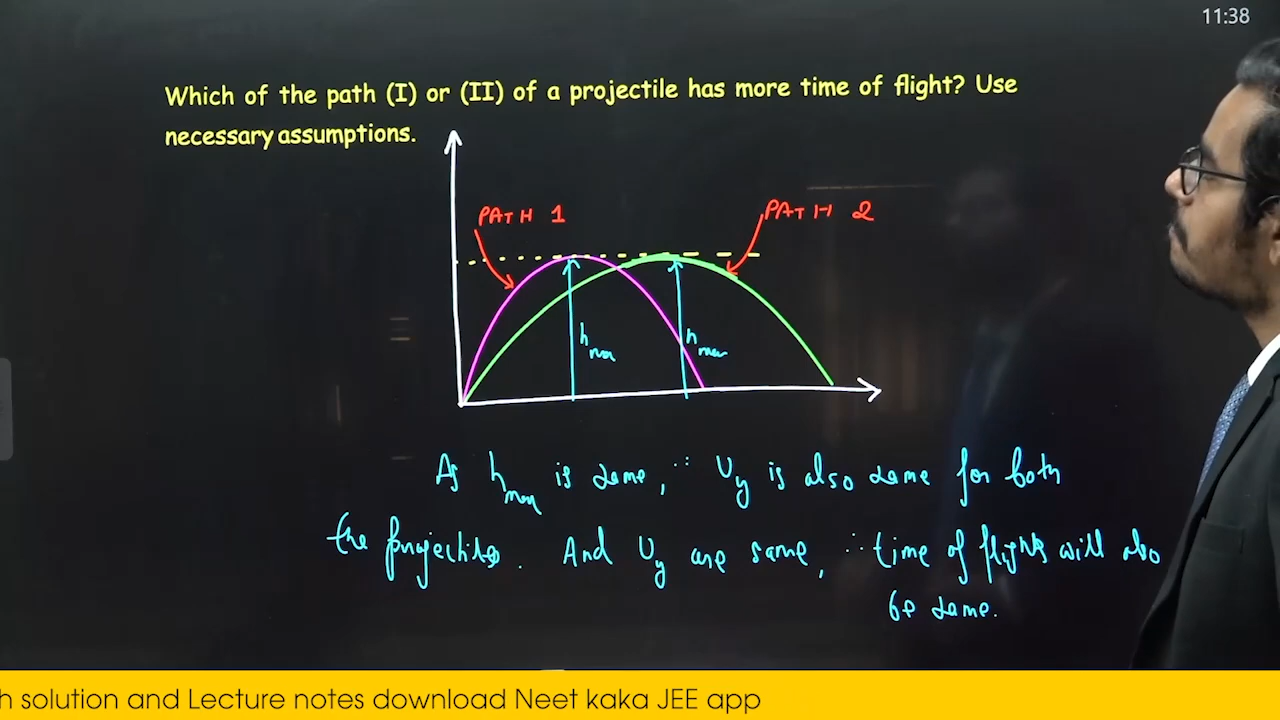 11:38
Which of the path (I) or (II) of a projectile has more time of flight? Use
necessary assumptions.
PATH 1
PATH 2
hmax
hmax
As hmax is same, ∵ Uy is also same for both
the projectiles. And Uy are same, ∴ time of flights will also
be same.
h solution and Lecture notes download Neet kaka JEE app